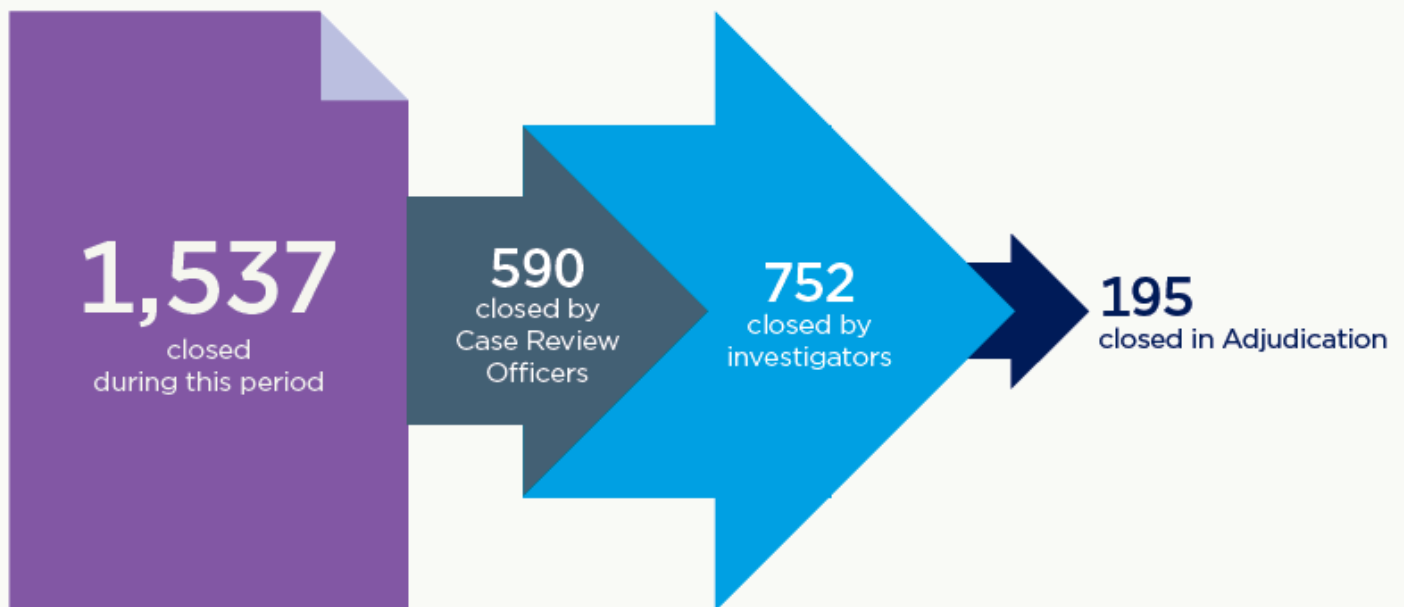 1,537
closed
during this period
590
closed by
Case Review
Officers
752
closed by
investigators
195
closed in Adjudication